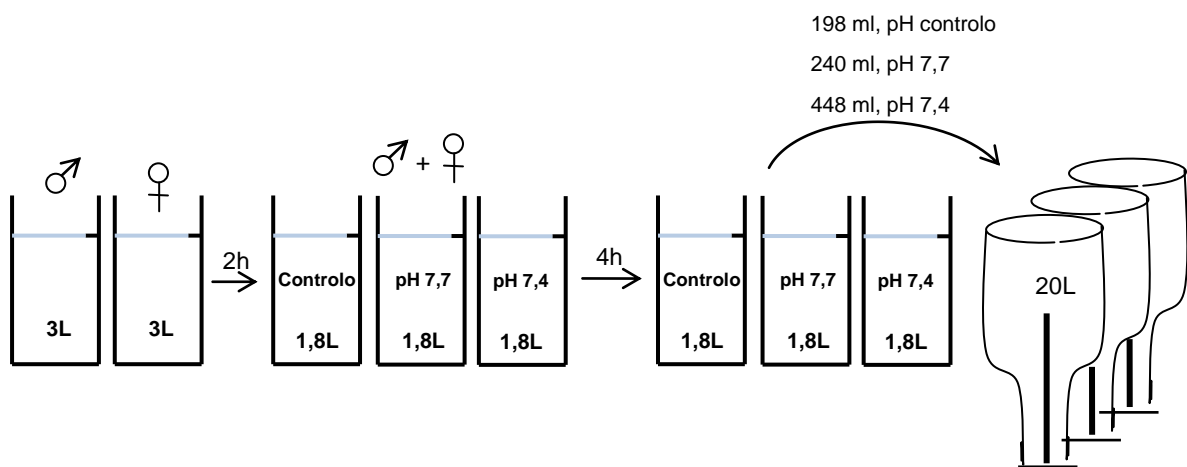 198 ml, pH controlo
240 ml, pH 7,7
448 ml, pH 7,4
♂
♀
♂ + ♀
2h
4h
Controlo
pH 7,7
pH 7,4
Controlo
pH 7,7
pH 7,4
20L
3L
3L
1,8L
1,8L
1,8L
1,8L
1,8L
1,8L